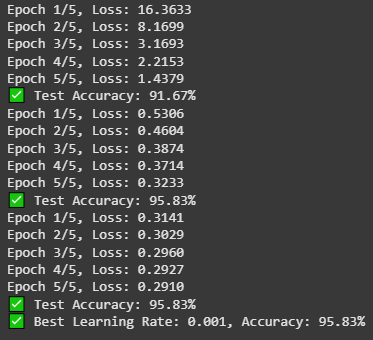 Epoch 1/5, Loss: 16.3633
Epoch 2/5, Loss: 8.1699
Epoch 3/5, Loss: 3.1693
Epoch 4/5, Loss: 2.2153
Epoch 5/5, Loss: 1.4379
✅ Test Accuracy: 91.67%
Epoch 1/5, Loss: 0.5306
Epoch 2/5, Loss: 0.4604
Epoch 3/5, Loss: 0.3874
Epoch 4/5, Loss: 0.3714
Epoch 5/5, Loss: 0.3233
✅ Test Accuracy: 95.83%
Epoch 1/5, Loss: 0.3141
Epoch 2/5, Loss: 0.3029
Epoch 3/5, Loss: 0.2960
Epoch 4/5, Loss: 0.2927
Epoch 5/5, Loss: 0.2910
✅ Test Accuracy: 95.83%
✅ Best Learning Rate: 0.001, Accuracy: 95.83%